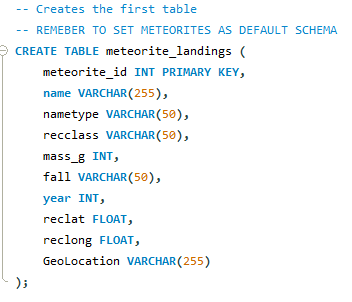 -- Creates the first table
-- REMEBER TO SET METEORITES AS DEFAULT SCHEMA
CREATE TABLE meteorite_landings (
meteorite_id INT PRIMARY KEY,
name VARCHAR(255),
nametype VARCHAR(50),
recclass VARCHAR(50),
mass_g INT,
fall VARCHAR(50),
year INT,
reclat FLOAT,
reclong FLOAT,
GeoLocation VARCHAR(255)
);